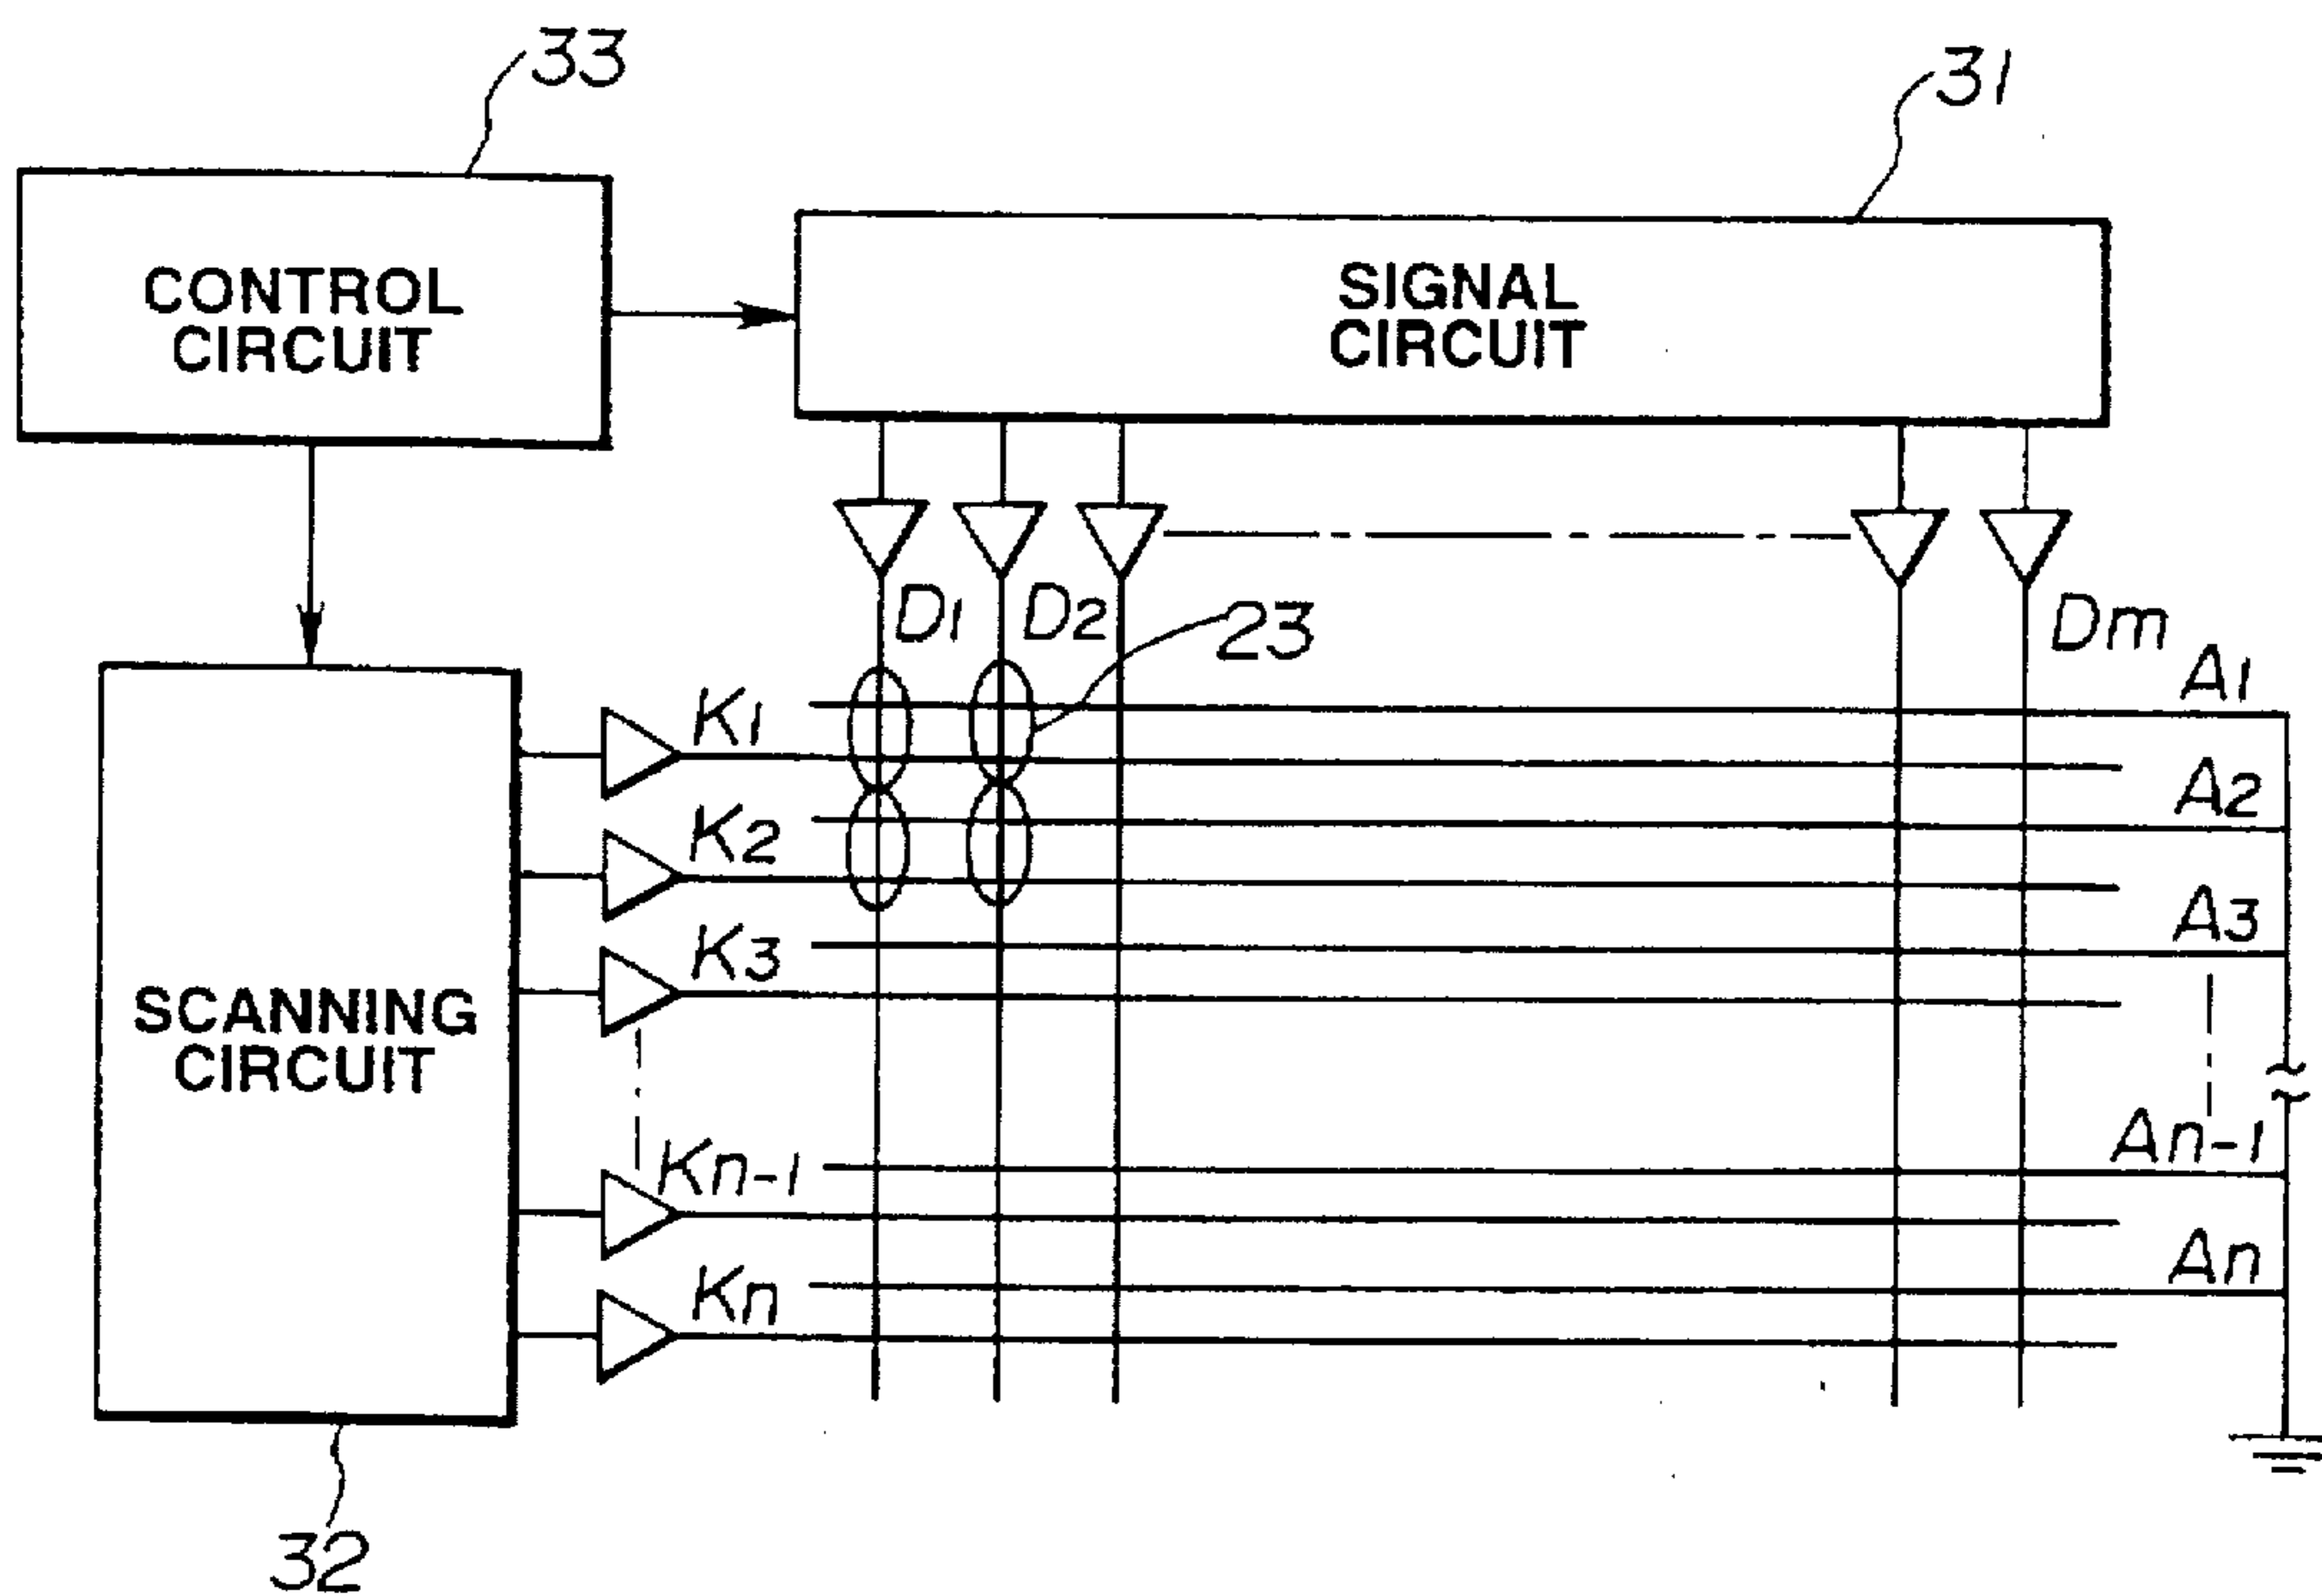 33
31
CONTROL
CIRCUIT
SIGNAL
CIRCUIT
D1
D2
23
Dm
A1
K1
A2
K2
A3
K3
SCANNING
CIRCUIT
An-1
Kn-1
An
Kn
32